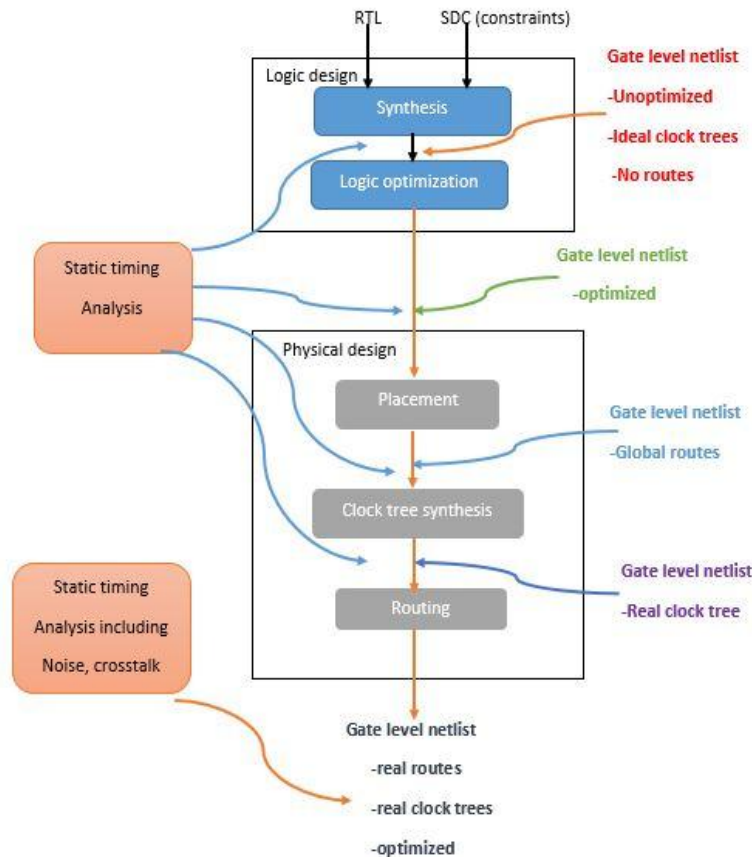 RTL
SDC (constraints)
Logic design
Synthesis
Logic optimization
Gate level netlist
-Unoptimized
-Ideal clock trees
-No routes
Static timing
Analysis
Gate level netlist
-optimized
Physical design
Placement
Gate level netlist
-Global routes
Clock tree synthesis
Static timing
Analysis including
Noise, crosstalk
Gate level netlist
-Real clock tree
Routing
Gate level netlist
-real routes
-real clock trees
-optimized